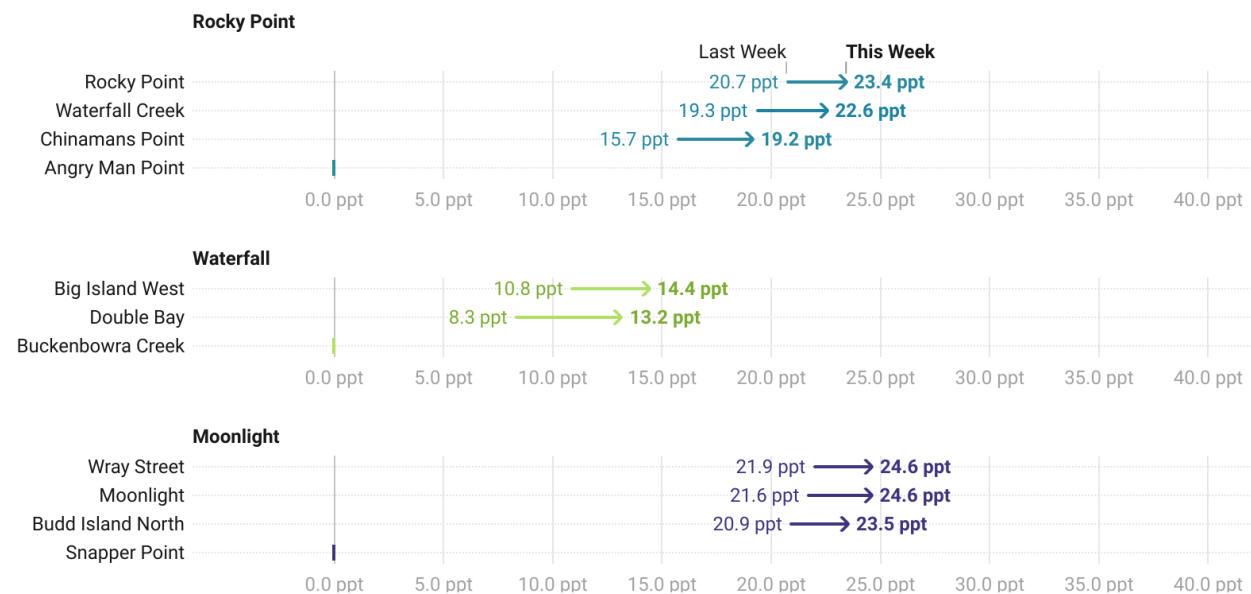 Rocky Point
Last Week This Week
Rocky Point 20.7 ppt 23.4 ppt
Waterfall Creek 19.3 ppt 22.6 ppt
Chinamans Point 15.7 ppt 19.2 ppt
Angry Man Point
0.0 ppt 5.0 ppt 10.0 ppt 15.0 ppt 20.0 ppt 25.0 ppt 30.0 ppt 35.0 ppt 40.0 ppt
Waterfall
Big Island West 10.8 ppt 14.4 ppt
Double Bay 8.3 ppt 13.2 ppt
Buckenbowra Creek
0.0 ppt 5.0 ppt 10.0 ppt 15.0 ppt 20.0 ppt 25.0 ppt 30.0 ppt 35.0 ppt 40.0 ppt
Moonlight
Wray Street 21.9 ppt 24.6 ppt
Moonlight 21.6 ppt 24.6 ppt
Budd Island North 20.9 ppt 23.5 ppt
Snapper Point
0.0 ppt 5.0 ppt 10.0 ppt 15.0 ppt 20.0 ppt 25.0 ppt 30.0 ppt 35.0 ppt 40.0 ppt